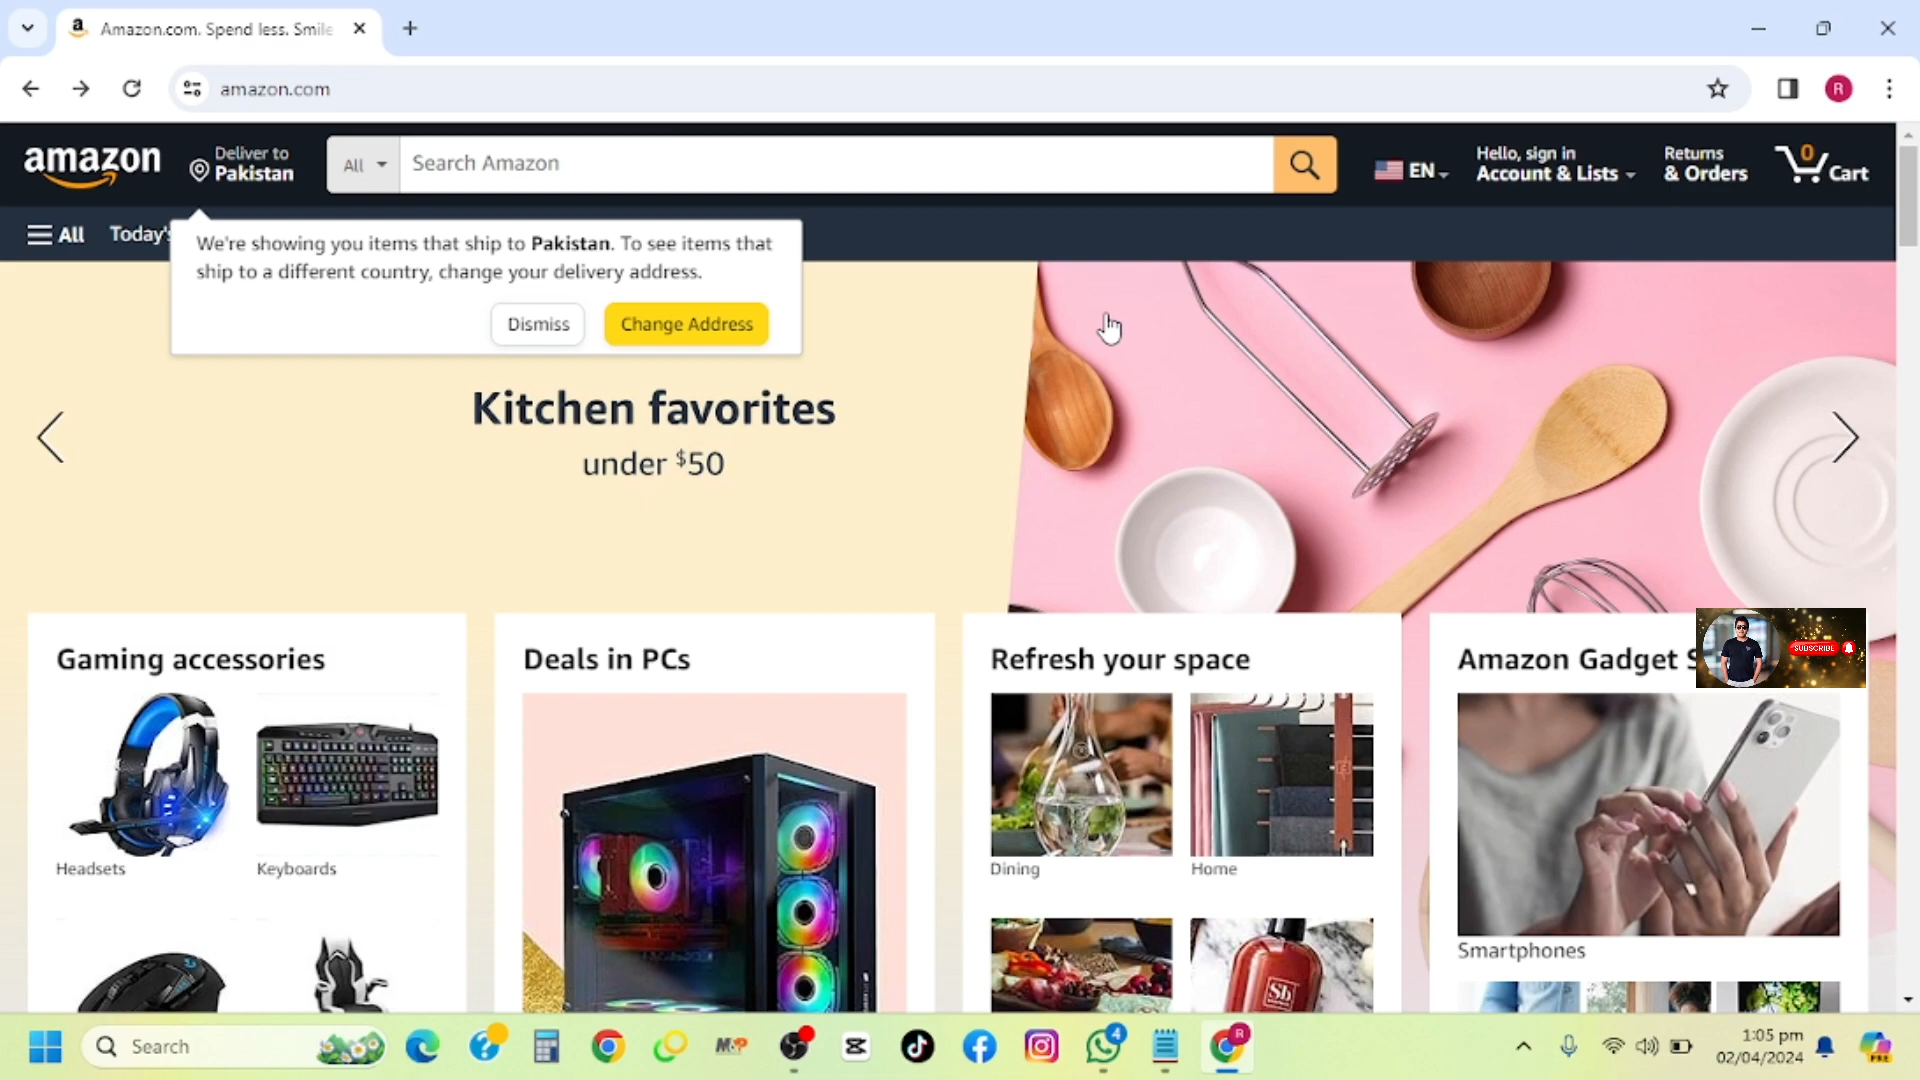 Amazon.com. Spend less. Smile
amazon.com
R
amazon
Deliver to
Pakistan
All
Search Amazon
EN
Hello, sign in
Account & Lists
Returns
& Orders
0
Cart
All
Today's
We're showing you items that ship to Pakistan. To see items that
ship to a different country, change your delivery address.
Dismiss
Change Address
Kitchen favorites
under $50
Gaming accessories
Deals in PCs
Refresh your space
Amazon Gadget S
SUBSCRIBE
Headsets
Keyboards
Dining
Home
Smartphones
Sb
Search
M&P
4
R
1:05 pm
02/04/2024
PRE